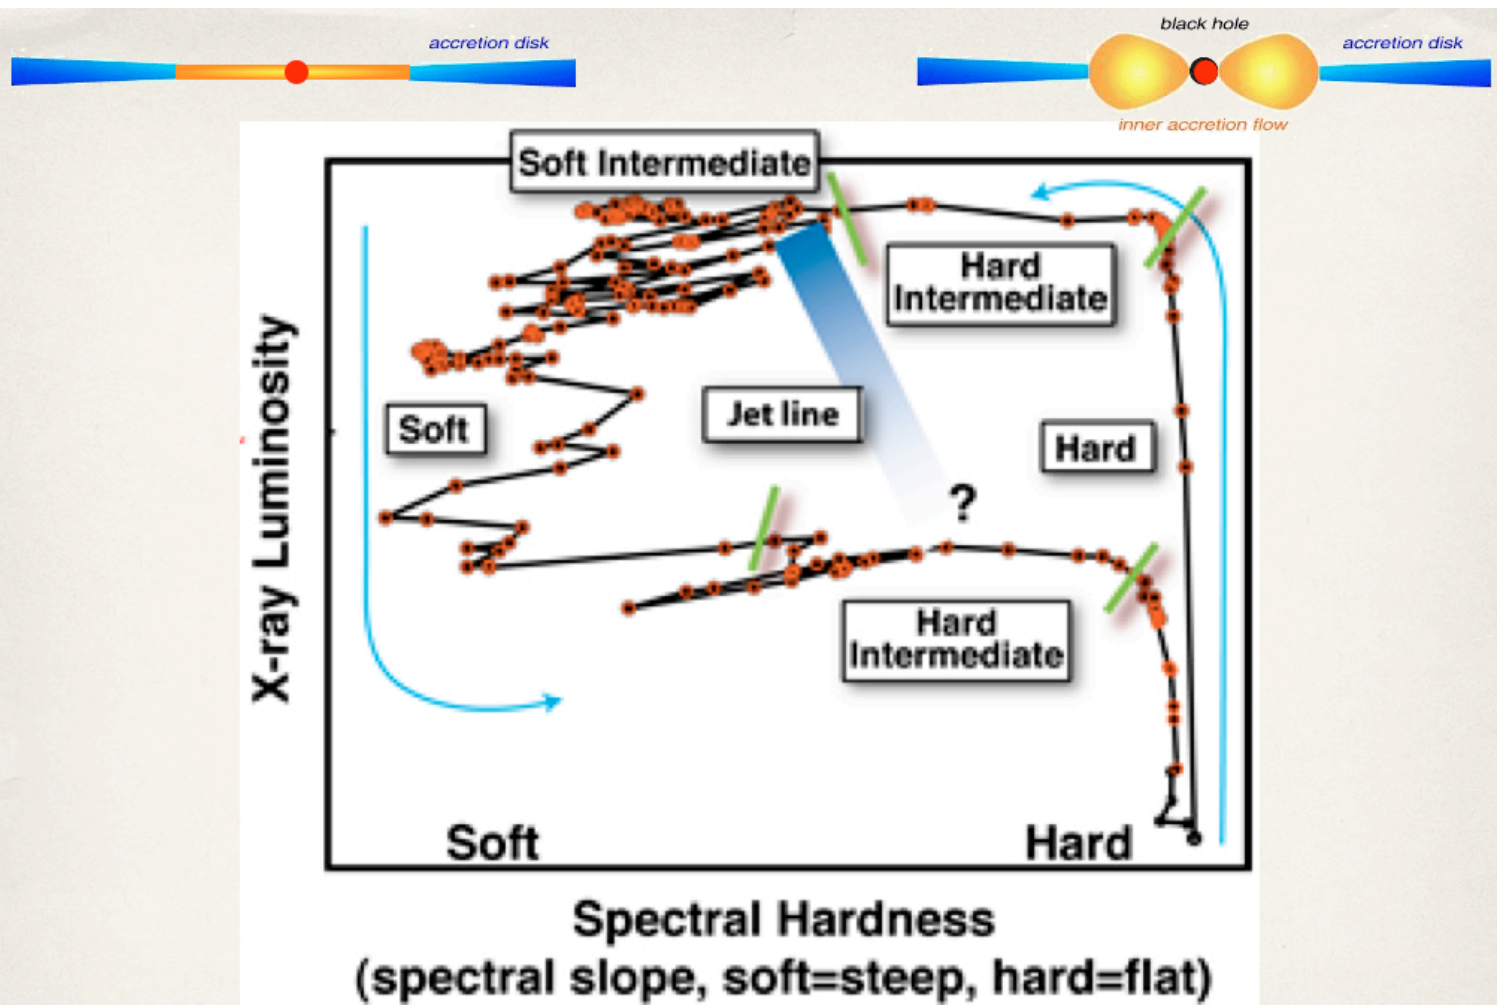 accretion disk
black hole
accretion disk
inner accretion flow
Soft Intermediate
Hard
Intermediate
Jet line
Soft
Hard
?
Hard
Intermediate
X-ray Luminosity
Soft
Hard
Spectral Hardness
(spectral slope, soft=steep, hard=flat)